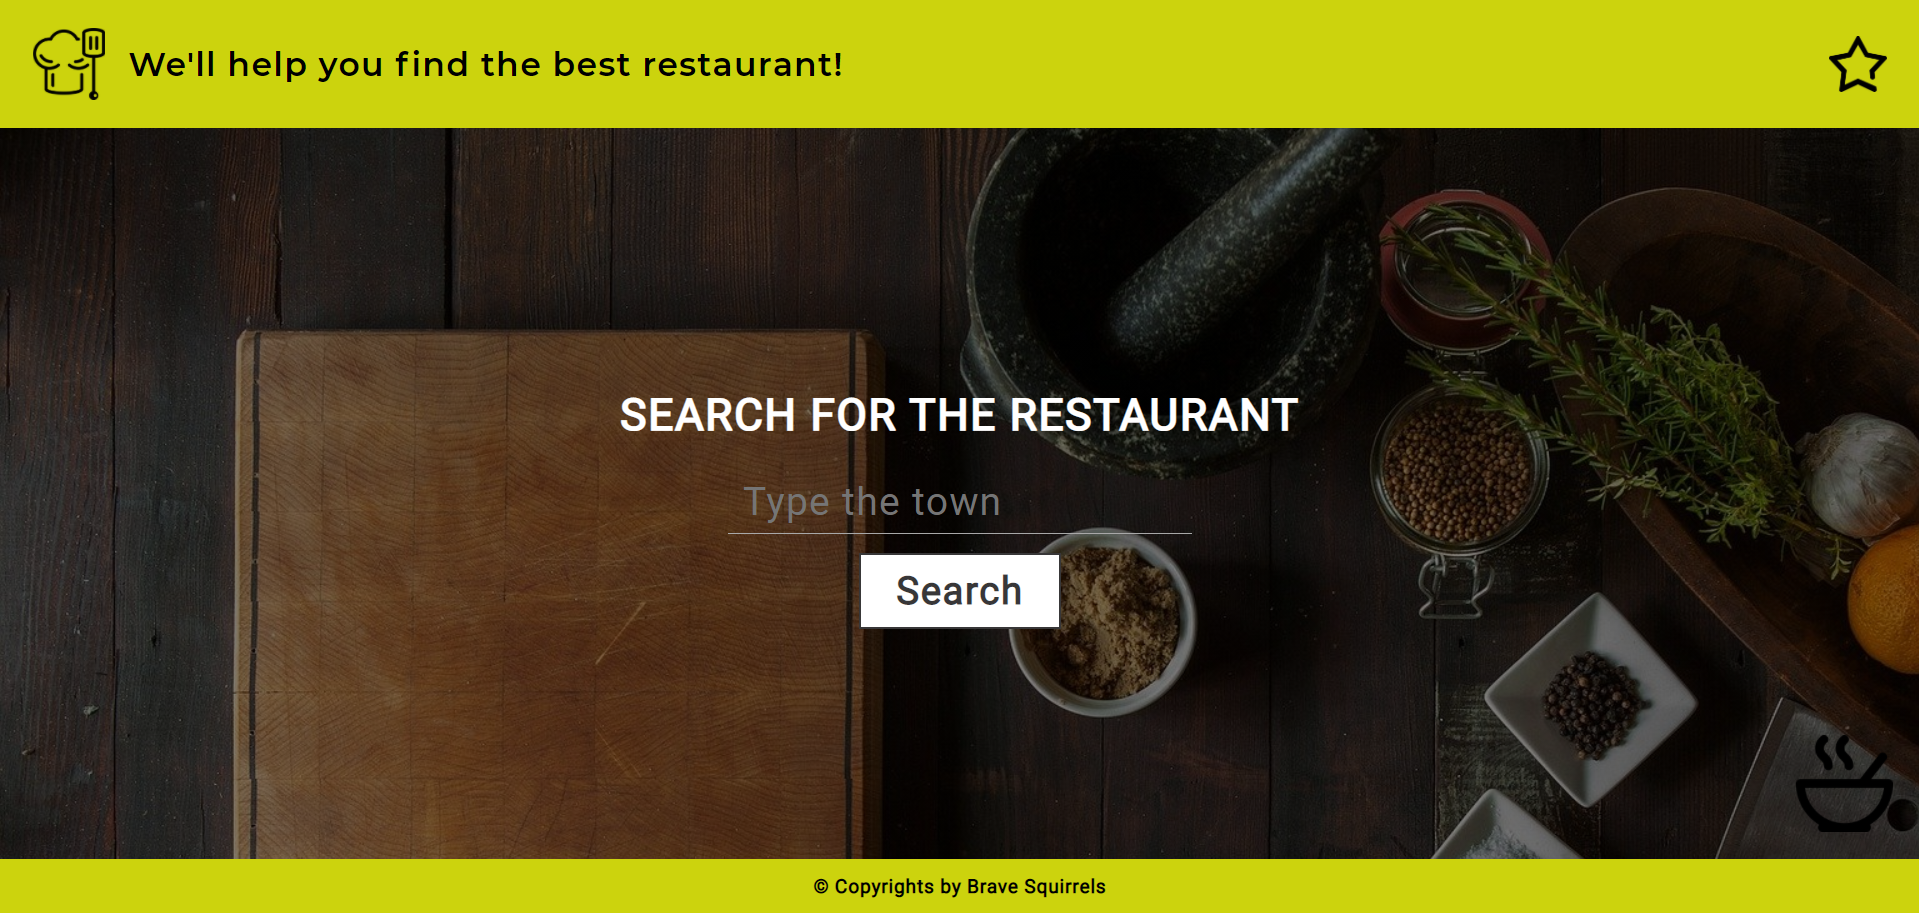 We'll help you find the best restaurant!
SEARCH FOR THE RESTAURANT
Type the town
Search
© Copyrights by Brave Squirrels